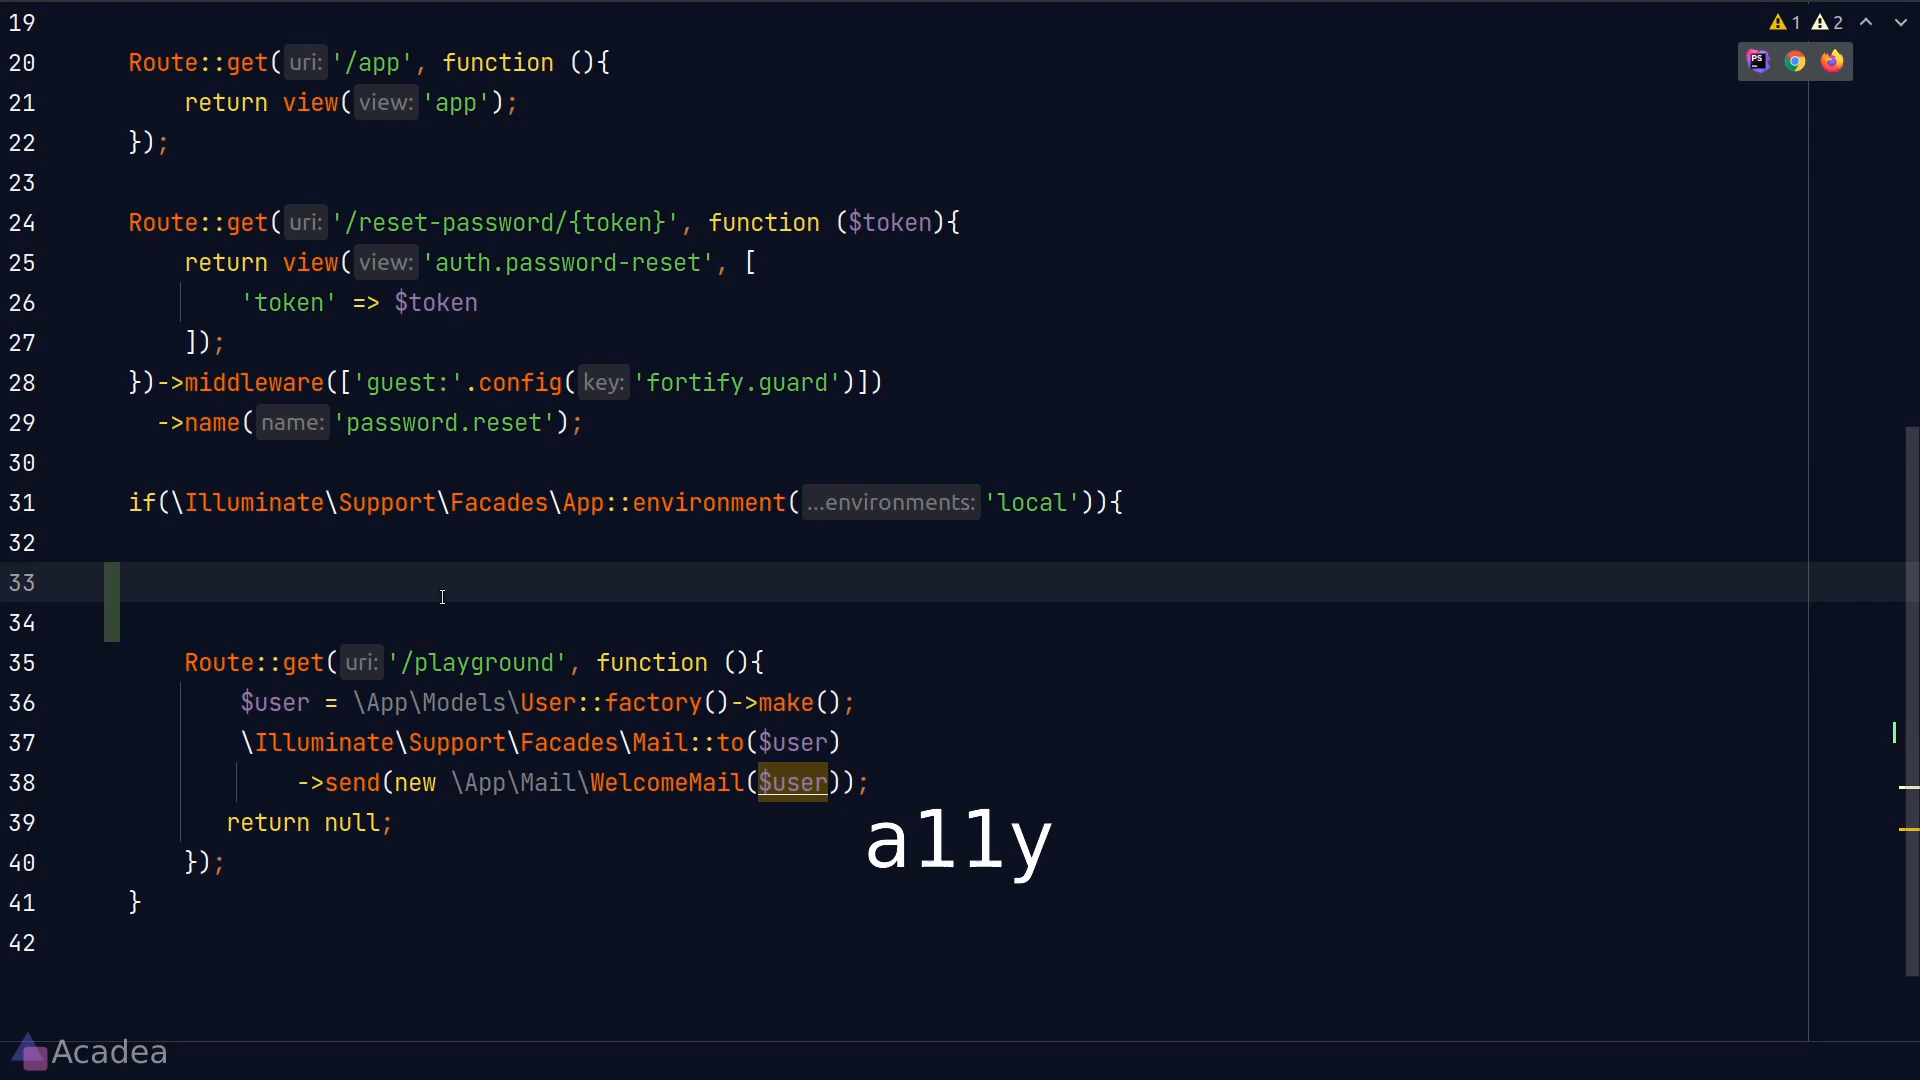 19
1 2
20 Route::get( uri: '/app', function (){
21 return view( view: 'app');
22 });
23
24 Route::get( uri: '/reset-password/{token}', function ($token){
25 return view( view: 'auth.password-reset', [
26 'token' => $token
27 ]);
28 })->middleware(['guest:'.config( key: 'fortify.guard')])
29 ->name( name: 'password.reset');
30
31 if(\Illuminate\Support\Facades\App::environment( ...environments: 'local')){
32
33
34
35 Route::get( uri: '/playground', function (){
36 $user = \App\Models\User::factory()->make();
37 \Illuminate\Support\Facades\Mail::to($user)
38 ->send(new \App\Mail\WelcomeMail($user));
39 return null;
a11y
40 });
41 }
42
Acadea